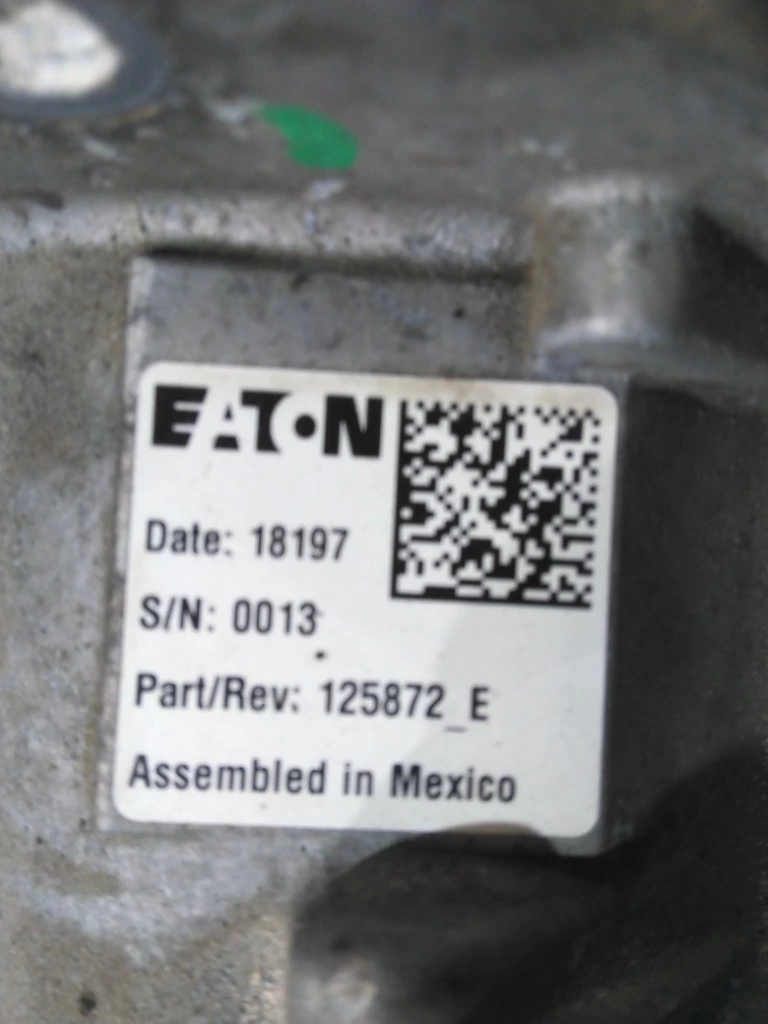 EATON
Date: 18197
S/N: 0013
Part/Rev: 125872_E
Assembled in Mexico